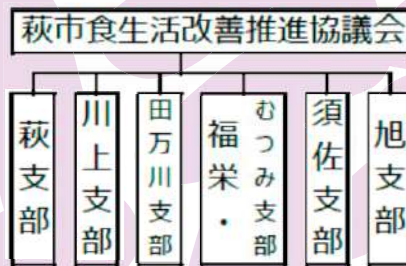 萩市食生活改善推進協議会
萩支部
川上支部
田万川支部
福栄・
むつみ支部
須佐支部
旭支部